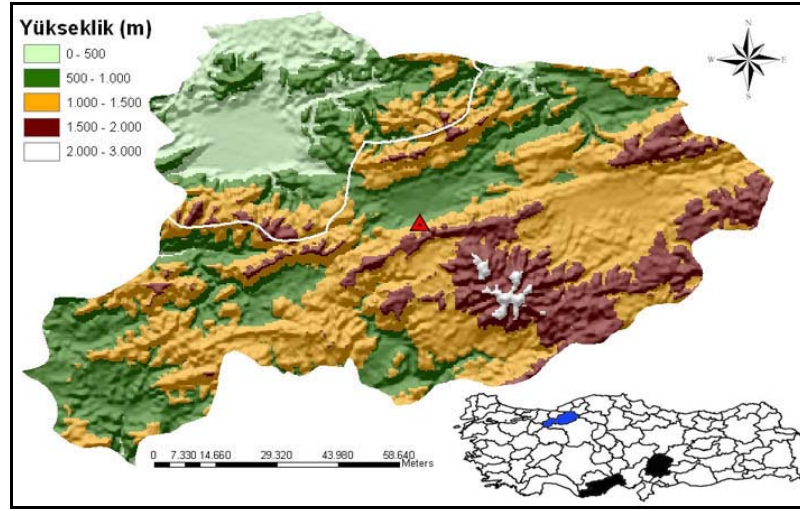 Yükseklik (m)
0 - 500
500 - 1.000
1.000 - 1.500
1.500 - 2.000
2.000 - 3.000
N
W E
S
0 7.330 14.660 29.320 43.980 58.640
Meters